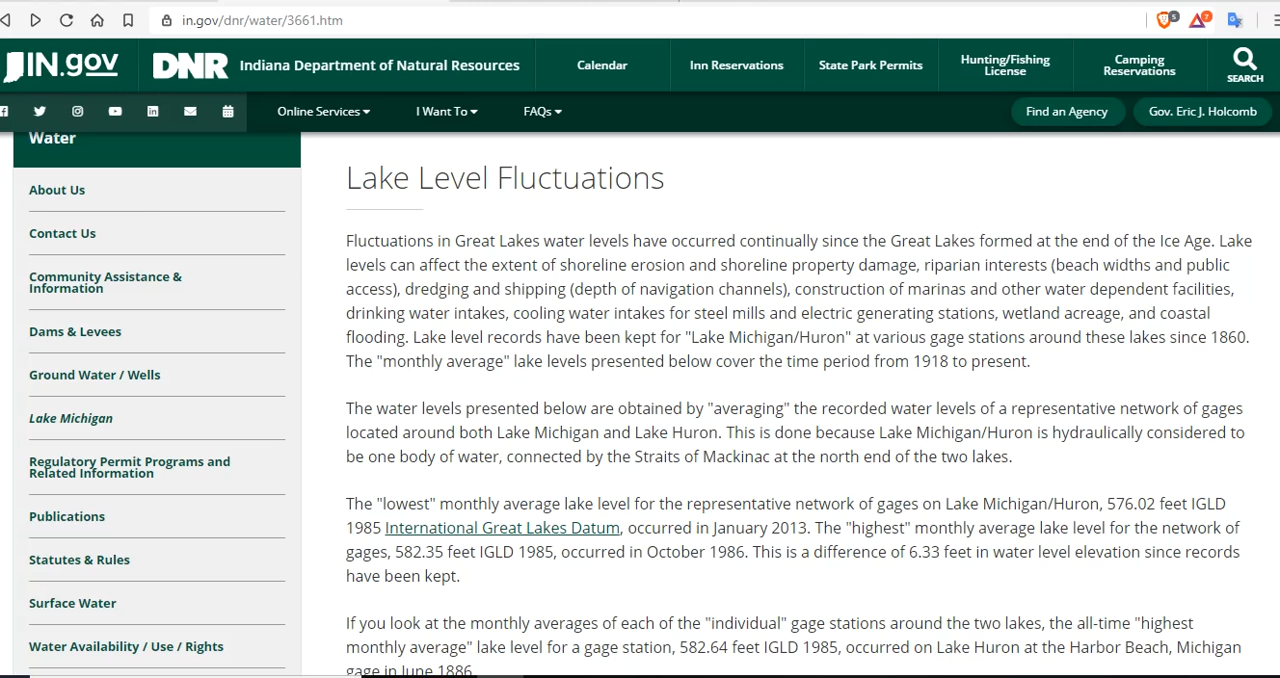 in.gov/dnr/water/3661.htm
5
7
IN.gov
DNR Indiana Department of Natural Resources
Calendar
Inn Reservations
State Park Permits
Hunting/Fishing
License
Camping
Reservations
SEARCH
Online Services
I Want To
FAQs
Find an Agency
Gov. Eric J. Holcomb
Water
About Us
Contact Us
Community Assistance &
Information
Dams & Levees
Ground Water / Wells
Lake Michigan
Regulatory Permit Programs and
Related Information
Publications
Statutes & Rules
Surface Water
Water Availability / Use / Rights
Lake Level Fluctuations
Fluctuations in Great Lakes water levels have occurred continually since the Great Lakes formed at the end of the Ice Age. Lake
levels can affect the extent of shoreline erosion and shoreline property damage, riparian interests (beach widths and public
access), dredging and shipping (depth of navigation channels), construction of marinas and other water dependent facilities,
drinking water intakes, cooling water intakes for steel mills and electric generating stations, wetland acreage, and coastal
flooding. Lake level records have been kept for "Lake Michigan/Huron" at various gage stations around these lakes since 1860.
The "monthly average" lake levels presented below cover the time period from 1918 to present.
The water levels presented below are obtained by "averaging" the recorded water levels of a representative network of gages
located around both Lake Michigan and Lake Huron. This is done because Lake Michigan/Huron is hydraulically considered to
be one body of water, connected by the Straits of Mackinac at the north end of the two lakes.
The "lowest" monthly average lake level for the representative network of gages on Lake Michigan/Huron, 576.02 feet IGLD
1985 International Great Lakes Datum, occurred in January 2013. The "highest" monthly average lake level for the network of
gages, 582.35 feet IGLD 1985, occurred in October 1986. This is a difference of 6.33 feet in water level elevation since records
have been kept.
If you look at the monthly averages of each of the "individual" gage stations around the two lakes, the all-time "highest
monthly average" lake level for a gage station, 582.64 feet IGLD 1985, occurred on Lake Huron at the Harbor Beach, Michigan
gage in June 1886.